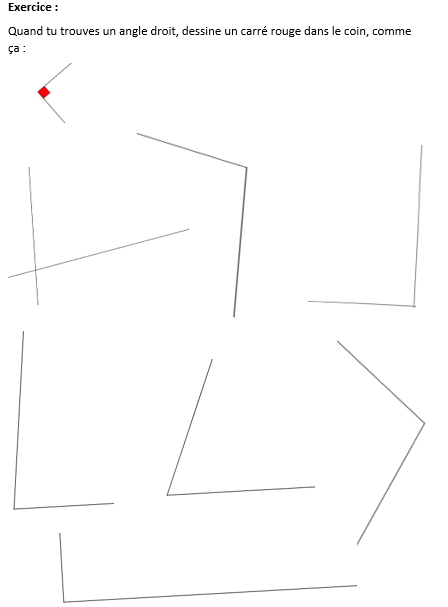 Exercice :
Quand tu trouves un angle droit, dessine un carré rouge dans le coin, comme
ça :